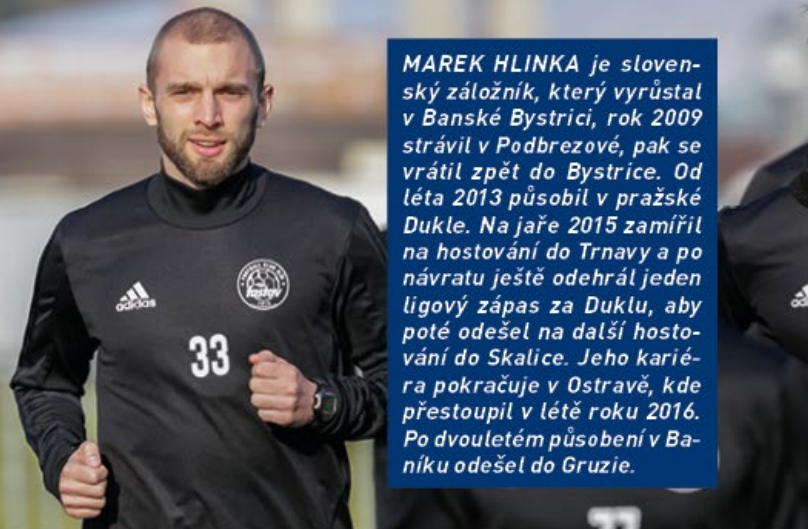 MAREK HLINKA je sloven-
ský záložník, který vyrůstal
v Banské Bystrici, rok 2009
strávil v Podbrezové, pak se
vrátil zpět do Bystrice. Od
léta 2013 působil v pražské
Dukle. Na jaře 2015 zamířil
na hostování do Trnavy a po
návratu ještě odehrál jeden
ligový zápas za Duklu, aby
poté odešel na další hosto-
vání do Skalice. Jeho karié-
ra pokračuje v Ostravě, kde
přestoupil v létě roku 2016.
Po dvouletém působení v Ba-
níku odešel do Gruzie.
adidas
fastav
33